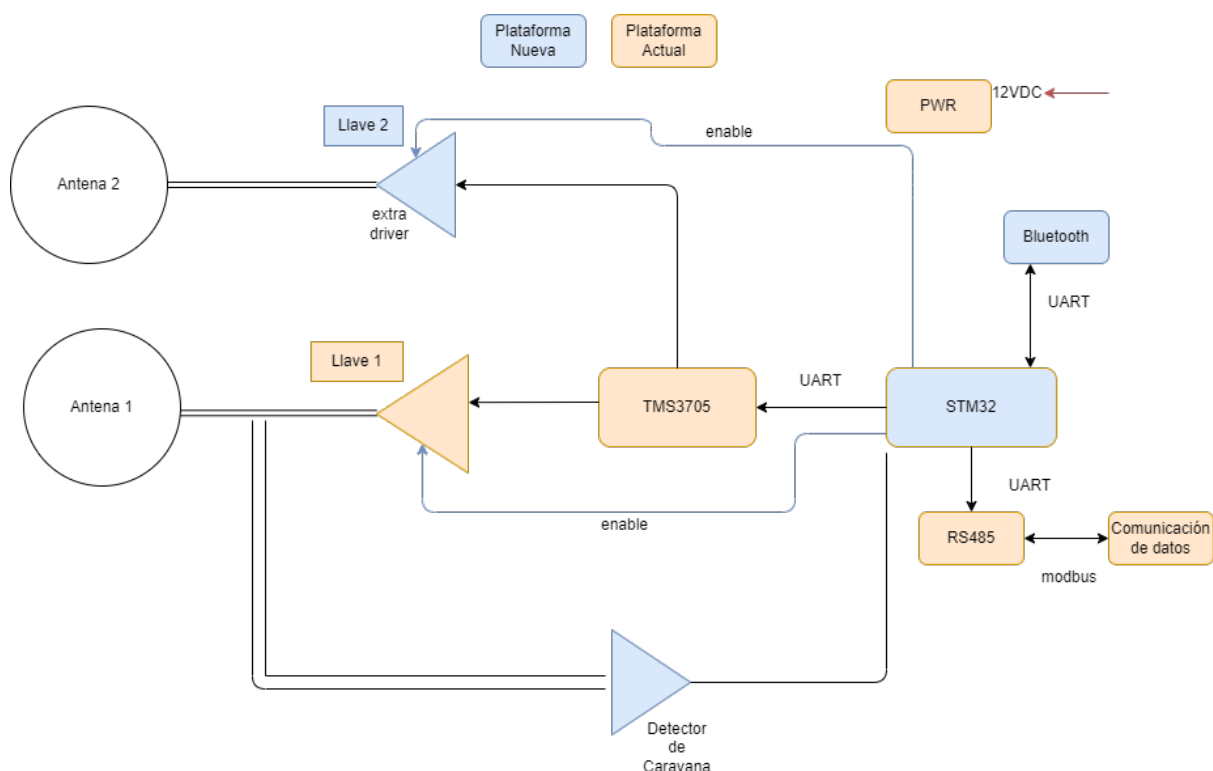 Plataforma
Nueva
Plataforma
Actual
PWR
12VDC
Llave 2
enable
Antena 2
extra
driver
Bluetooth
UART
Llave 1
Antena 1
TMS3705
UART
STM32
UART
enable
RS485
Comunicación
de datos
modbus
Detector
de
Caravana